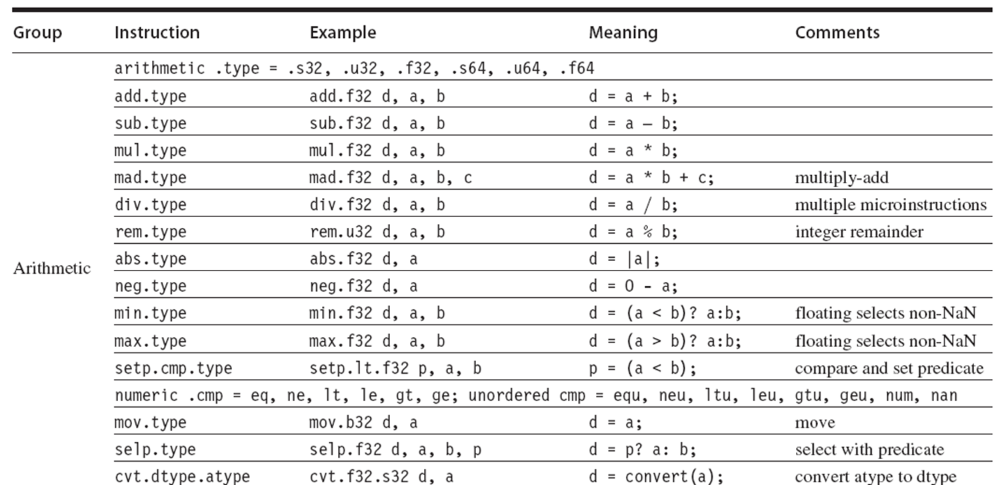 Group Instruction Example Meaning Comments
arithmetic .type = .s32, .u32, .f32, .s64, .u64, .f64
add.type add.f32 d, a, b d = a + b;
sub.type sub.f32 d, a, b d = a – b;
mul.type mul.f32 d, a, b d = a * b;
mad.type mad.f32 d, a, b, c d = a * b + c; multiply-add
div.type div.f32 d, a, b d = a / b; multiple microinstructions
rem.type rem.u32 d, a, b d = a % b; integer remainder
Arithmetic
abs.type abs.f32 d, a d = |a|;
neg.type neg.f32 d, a d = 0 - a;
min.type min.f32 d, a, b d = (a < b)? a:b; floating selects non-NaN
max.type max.f32 d, a, b d = (a > b)? a:b; floating selects non-NaN
setp.cmp.type setp.lt.f32 p, a, b p = (a < b); compare and set predicate
numeric .cmp = eq, ne, lt, le, gt, ge; unordered cmp = equ, neu, ltu, leu, gtu, geu, num, nan
mov.type mov.b32 d, a d = a; move
selp.type selp.f32 d, a, b, p d = p? a: b; select with predicate
cvt.dtype.atype cvt.f32.s32 d, a d = convert(a); convert atype to dtype